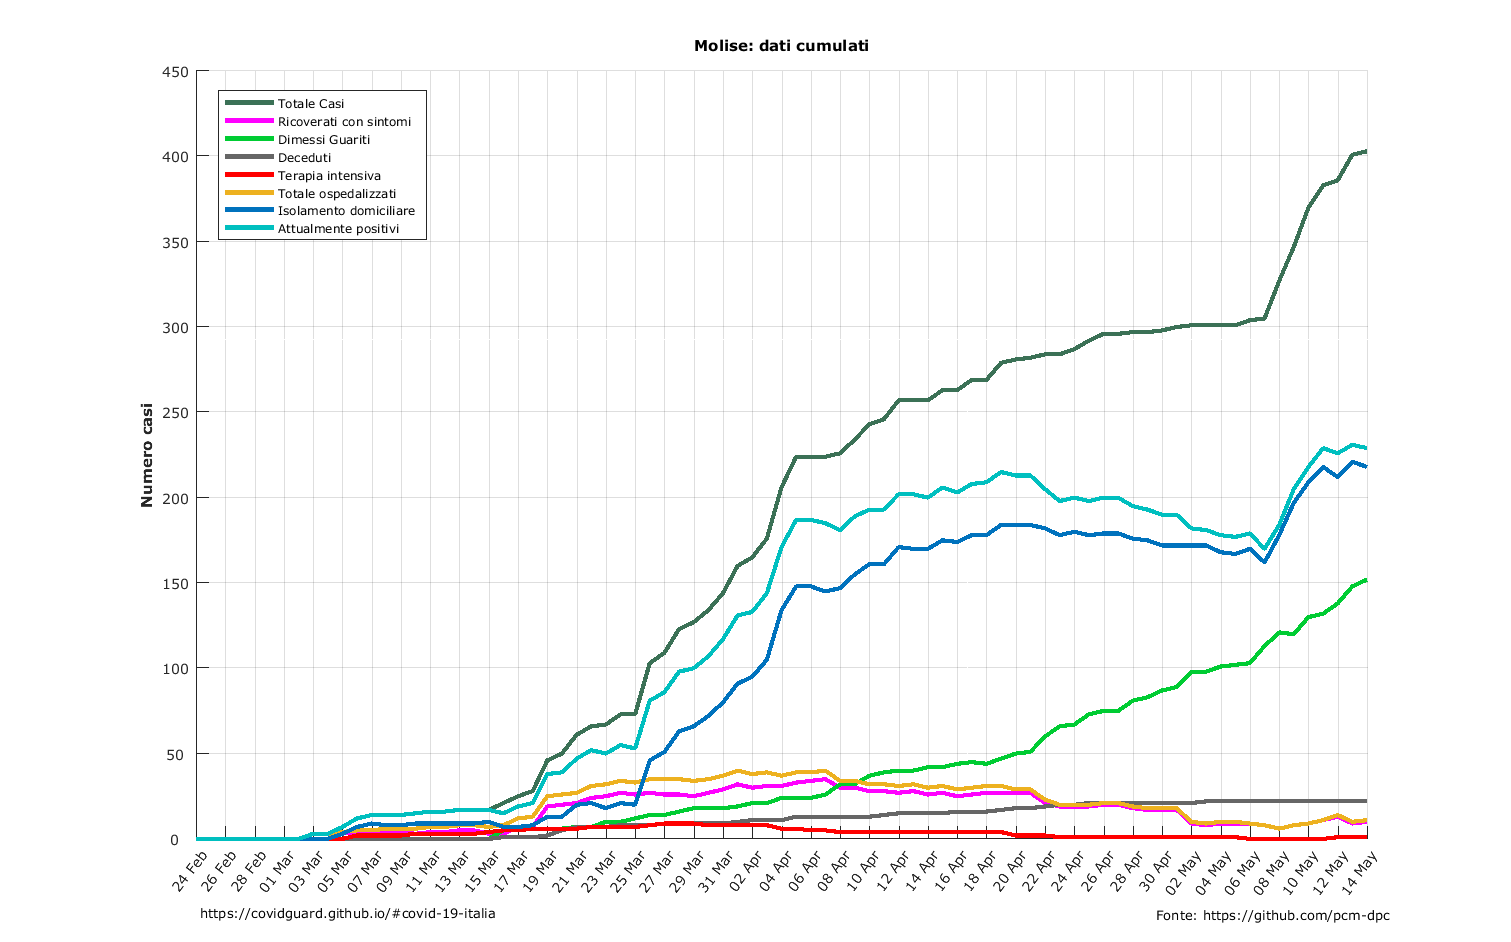 Molise: dati cumulati
Numero casi
450
400
350
300
250
200
150
100
50
0
Totale Casi
Ricoverati con sintomi
Dimessi Guariti
Deceduti
Terapia intensiva
Totale ospedalizzati
Isolamento domiciliare
Attualmente positivi
24 Feb
26 Feb
28 Feb
01 Mar
03 Mar
05 Mar
07 Mar
09 Mar
11 Mar
13 Mar
15 Mar
17 Mar
19 Mar
21 Mar
23 Mar
25 Mar
27 Mar
29 Mar
31 Mar
02 Apr
04 Apr
06 Apr
08 Apr
10 Apr
12 Apr
14 Apr
16 Apr
18 Apr
20 Apr
22 Apr
24 Apr
26 Apr
28 Apr
30 Apr
02 May
04 May
06 May
08 May
10 May
12 May
14 May
https://covidguard.github.io/#covid-19-italia
Fonte: https://github.com/pcm-dpc